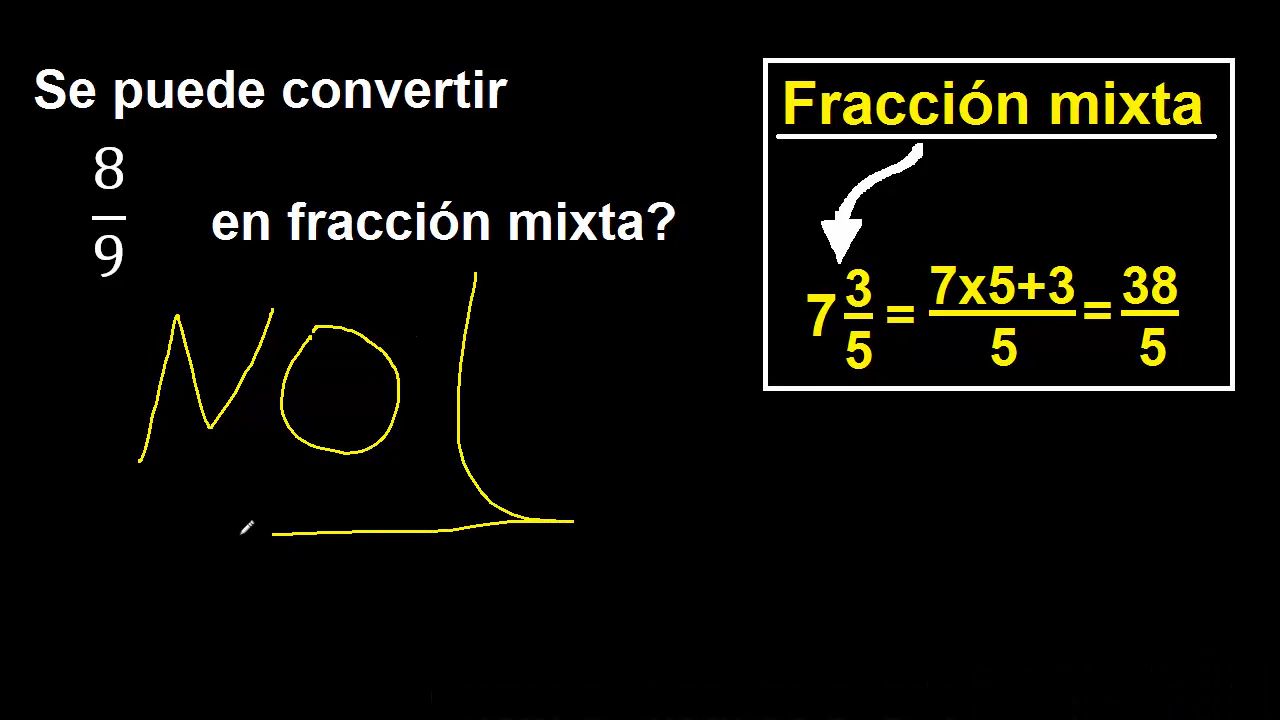 Se puede convertir
8
9
en fracción mixta?
NO
Fracción mixta
7 3/5 = 7x5+3/5 = 38/5